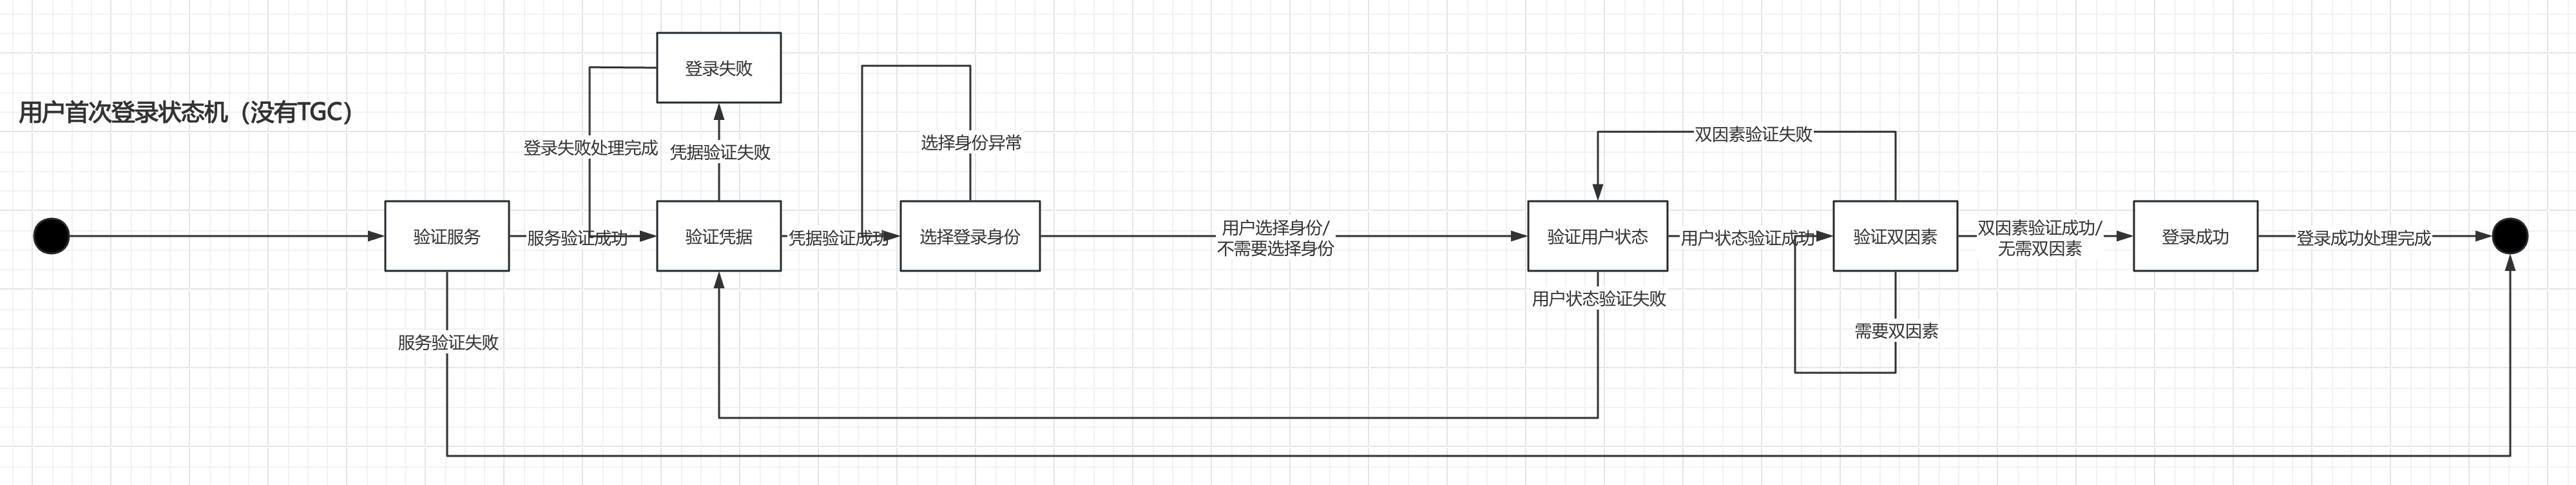 登录失败
用户首次登录状态机（没有TGC）
双因素验证失败
选择身份异常
登录失败处理完成
凭据验证失败
验证服务
服务验证成功
验证凭据
凭据验证成功
选择登录身份
用户选择身份/
不需要选择身份
验证用户状态
用户状态验证成功
验证双因素
双因素验证成功/
无需双因素
登录成功
登录成功处理完成
用户状态验证失败
需要双因素
服务验证失败